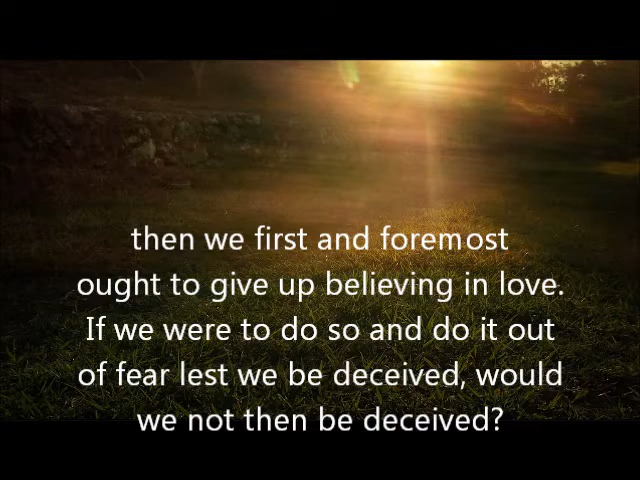 then we first and foremost
ought to give up believing in love.
If we were to do so and do it out
of fear lest we be deceived, would
we not then be deceived?